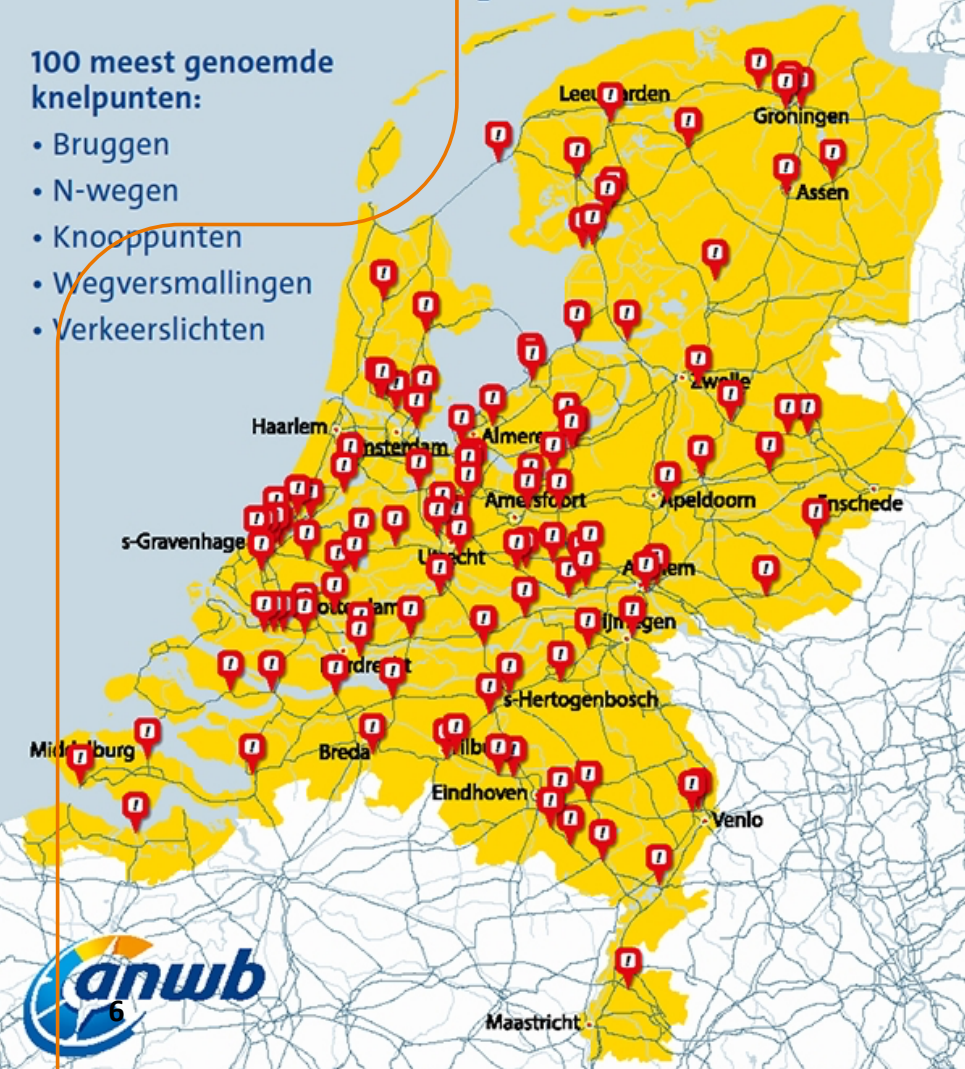 100 meest genoemde
knelpunten:
• Bruggen
• N-wegen
• Knooppunten
• Wegversmallingen
• Verkeerslichten
Groningen
Assen
Haarlem
Almere
Zwolle
Amersfoort
Apeldoorn
s-Gravenhage
s-Hertogenbosch
Breda
Eindhoven
Venlo
Maastricht
anwb
6